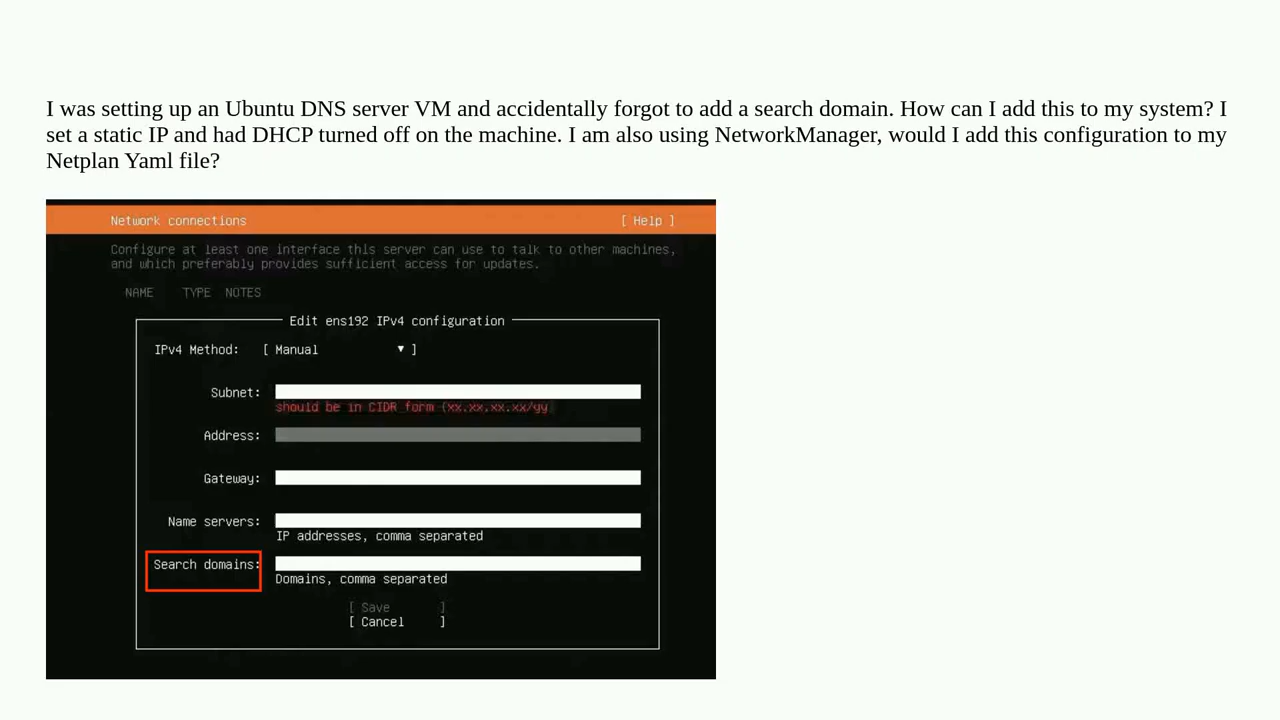 I was setting up an Ubuntu DNS server VM and accidentally forgot to add a search domain. How can I add this to my system? I
set a static IP and had DHCP turned off on the machine. I am also using NetworkManager, would I add this configuration to my
Netplan Yaml file?
Network connections [ Help ]
Configure at least one interface this server can use to talk to other machines,
and which preferably provides sufficient access for updates.
NAME TYPE NOTES
Edit ens192 IPv4 configuration
IPv4 Method: [ Manual ▼ ]
Subnet:
should be in CIDR form (xx.xx.xx.xx/yy
Address:
Gateway:
Name servers:
IP addresses, comma separated
Search domains:
Domains, comma separated
[ Save ]
[ Cancel ]